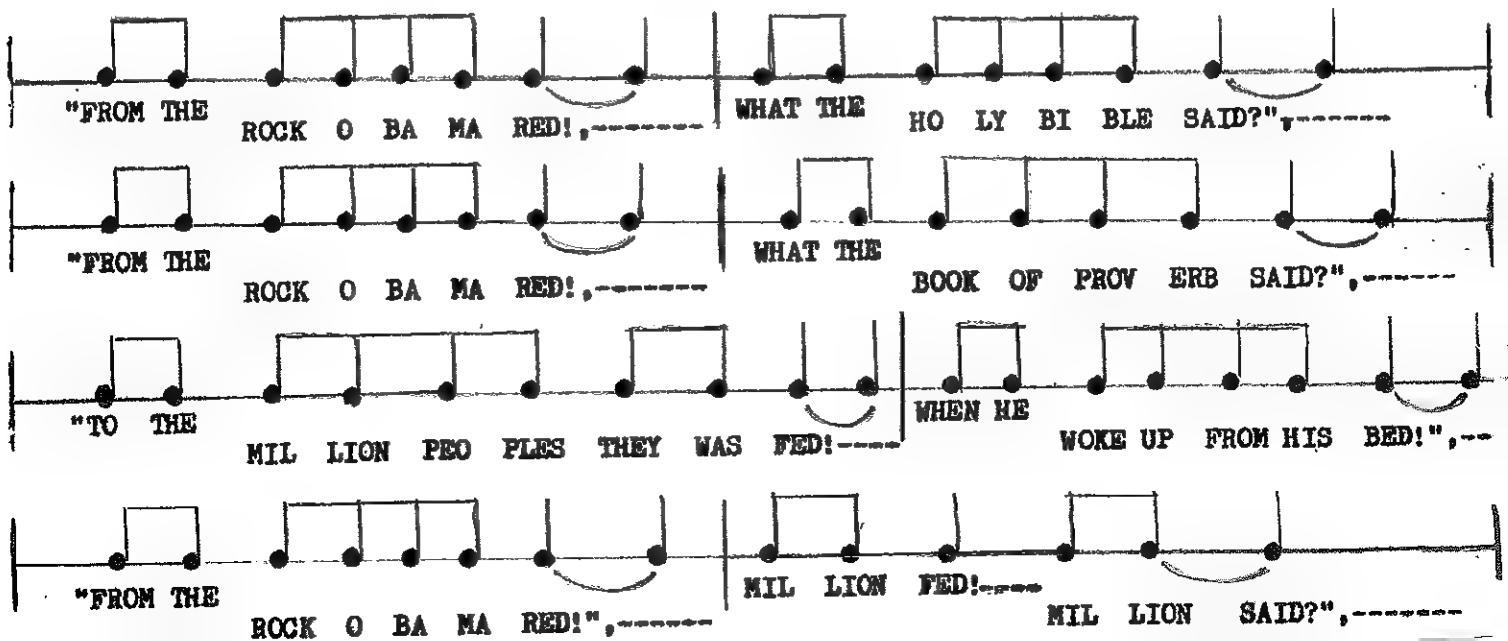 "FROM THE ROCK O BA MA RED!,------- WHAT THE HO LY BI BLE SAID?",-------
"FROM THE ROCK O BA MA RED!,------- WHAT THE BOOK OF PROV ERB SAID?",-------
"TO THE MIL LION PEO PLES THEY WAS FED!---- WHEN HE WOKE UP FROM HIS BED!",--
"FROM THE ROCK O BA MA RED!",------- MIL LION FED!---- MIL LION SAID?",-------